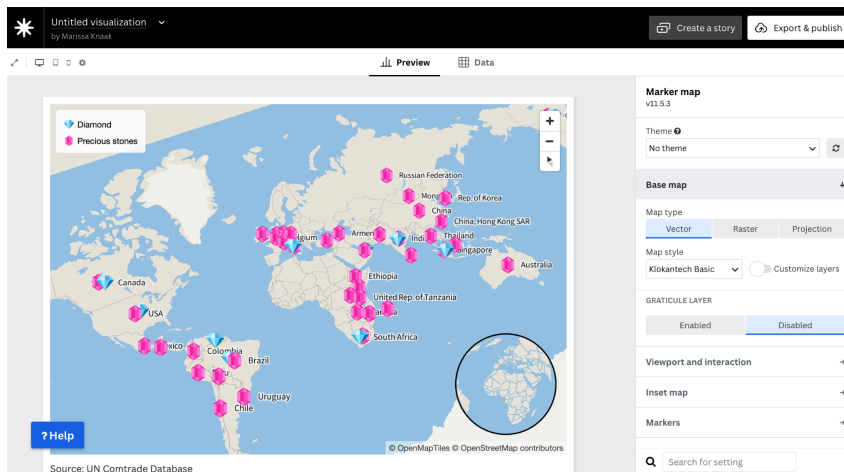 Untitled visualization
by Marissa Knaak
Create a story
Export & publish
Preview
Data
Diamond
Precious stones
Russian Federation
Rep. of Korea
China
China, Hong Kong SAR
Thailand
Australia
Ethiopia
United Rep. of Tanzania
South Africa
Canada
USA
Colombia
Brazil
Uruguay
Chile
© OpenMapTiles © OpenStreetMap contributors
? Help
Source: UN Comtrade Database
Marker map
v11.5.3
Theme
No theme
Base map
Map type
Vector
Raster
Projection
Map style
Klokantech Basic
Customize layers
GRATICULE LAYER
Enabled
Disabled
Viewport and interaction
Inset map
Markers
Search for setting